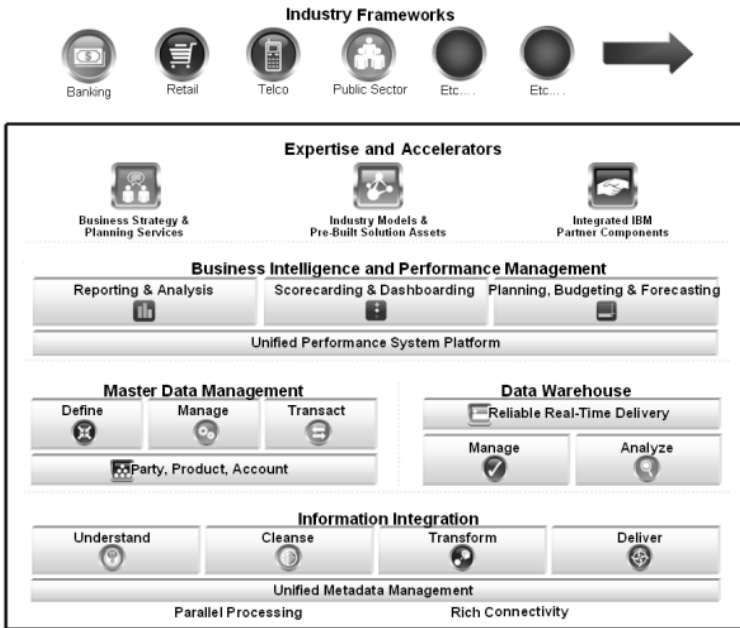 Industry Frameworks
Banking
Retail
Telco
Public Sector
Etc... .
Etc... .
Expertise and Accelerators
Business Strategy &
Planning Services
Industry Models &
Pre-Built Solution Assets
Integrated IBM
Partner Components
Business Intelligence and Performance Management
Reporting & Analysis
Scorecarding & Dashboarding
Planning, Budgeting & Forecasting
Unified Performance System Platform
Master Data Management
Define
Manage
Transact
Party, Product, Account
Data Warehouse
Reliable Real-Time Delivery
Manage
Analyze
Information Integration
Understand
Cleanse
Transform
Deliver
Unified Metadata Management
Parallel Processing
Rich Connectivity